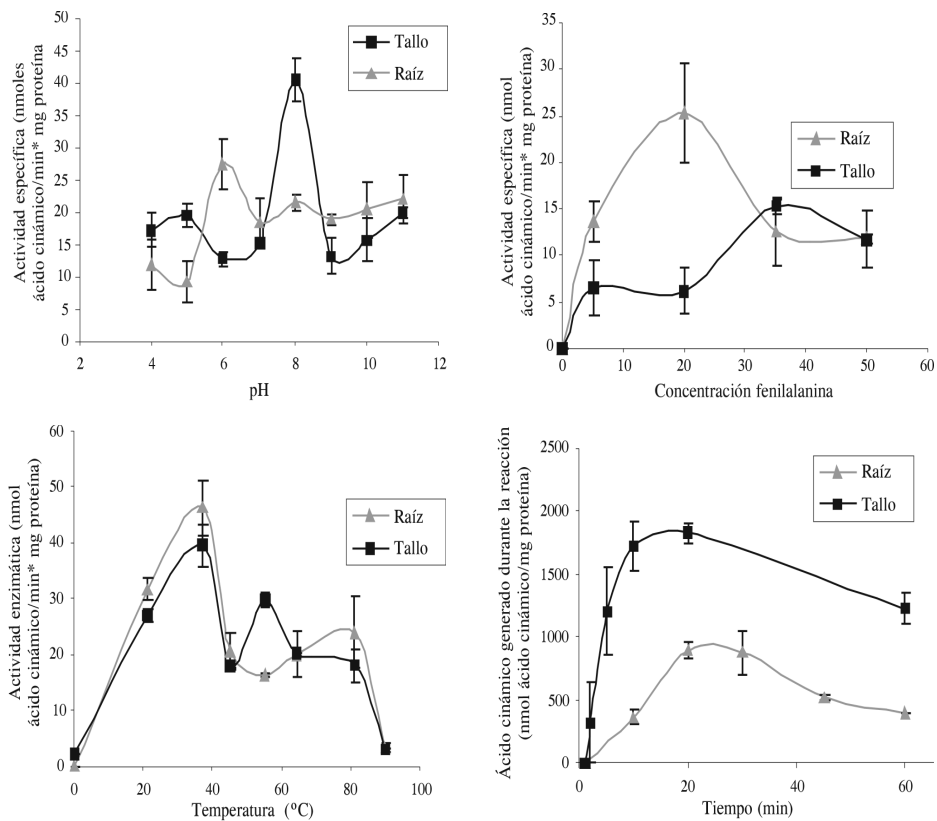 Actividad específica (nmoles
ácido cinámico/min* mg proteína)
50
45
40
35
30
25
20
15
10
5
0
2
4
6
8
10
12
pH
Tallo
Raíz
Actividad específica (nmol
ácido cinámico/min* mg proteína)
35
30
25
20
15
10
5
0
0
10
20
30
40
50
60
Concentración fenilalanina
Raíz
Tallo
Actividad enzimática (nmol
ácido cinámico/min* mg proteína)
60
50
40
30
20
10
0
0
20
40
60
80
100
Temperatura (ºC)
Raíz
Tallo
Ácido cinámico generado durante la reacción
(nmol ácido cinámico/mg proteína)
2500
2000
1500
1000
500
000
0
20
40
60
Tiempo (min)
Raíz
Tallo